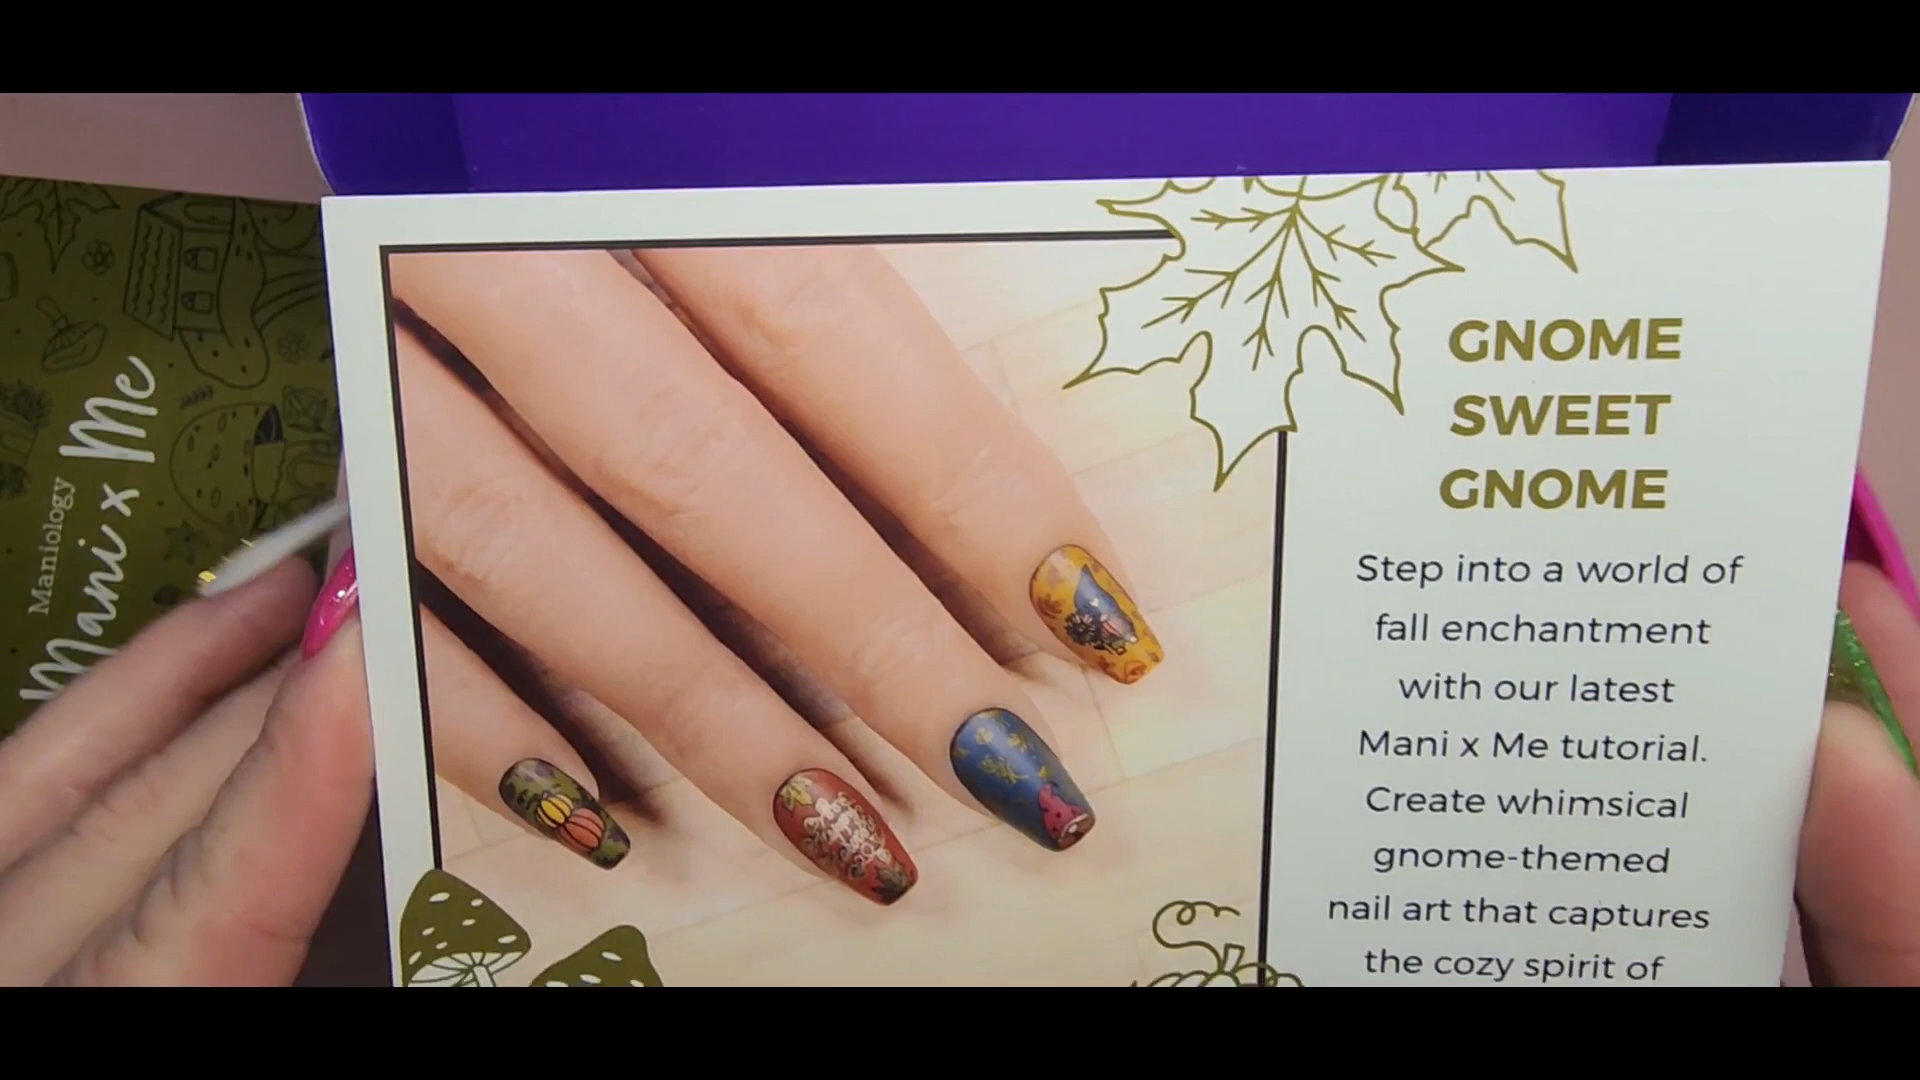 Maniology
Mani x Me
GNOME
SWEET
GNOME
Step into a world of
fall enchantment
with our latest
Mani x Me tutorial.
Create whimsical
gnome-themed
nail art that captures
the cozy spirit of